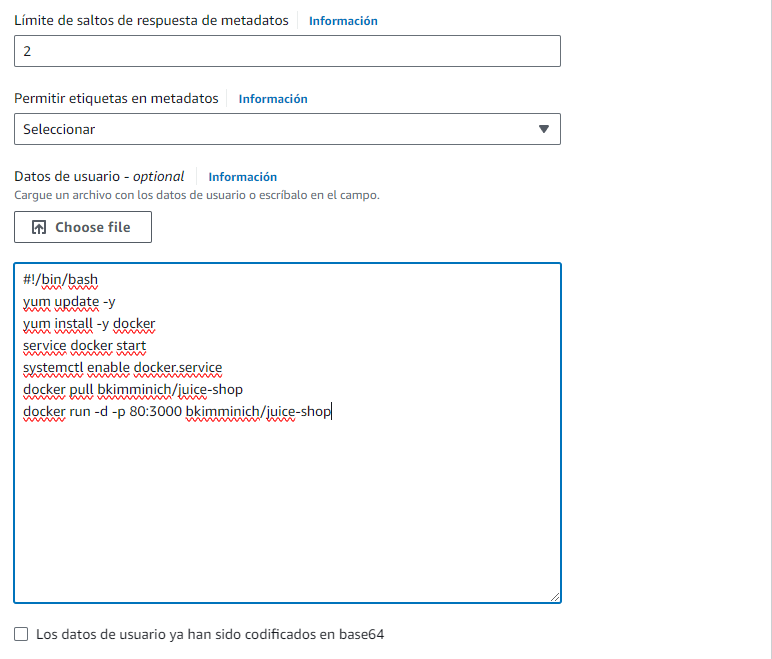 Límite de saltos de respuesta de metadatos Información
2
Permitir etiquetas en metadatos Información
Seleccionar
Datos de usuario - optional Información
Cargue un archivo con los datos de usuario o escríbalo en el campo.
Choose file
#!/bin/bash
yum update -y
yum install -y docker
service docker start
systemctl enable docker.service
docker pull bkimminich/juice-shop
docker run -d -p 80:3000 bkimminich/juice-shop
Los datos de usuario ya han sido codificados en base64